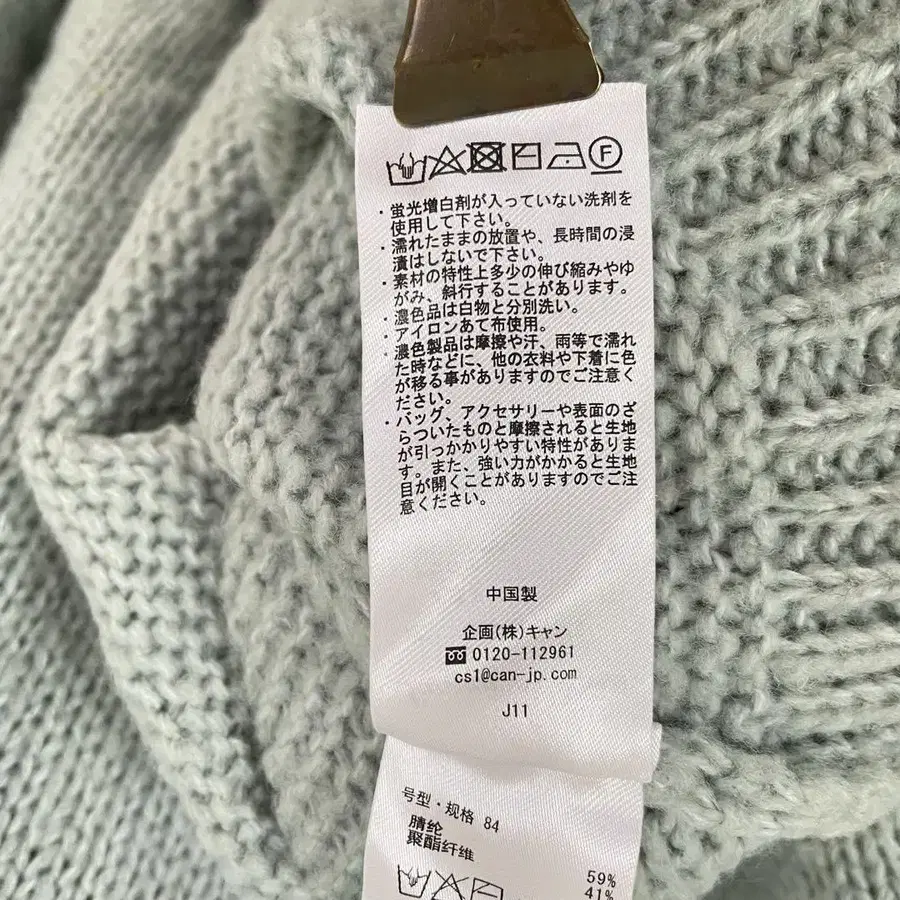 F
・蛍光増白剤が入っていない洗剤を
使用して下さい。
・濡れたままの放置や、長時間の浸
漬はしないで下さい。
・素材の特性上多少の伸び縮みやゆ
がみ、斜行することがあります。
・濃色品は白物と分別洗い。
・アイロンあて布使用。
・濃色製品は摩擦や汗、雨等で濡れ
た時などに、他の衣料や下着に色
が移る事がありますのでご注意く
ださい。
・バッグ、アクセサリーや表面のざ
らついたものと摩擦されると生地
が引っかかりやすい特性がありま
す。また、強い力がかかると生地
目が開くことがありますのでご注
意ください。
中国製
企画(株)キャン
0120-112961
cs1@can-jp.com
J11
号型・规格 84
腈纶
聚酯纤维
59%
41%